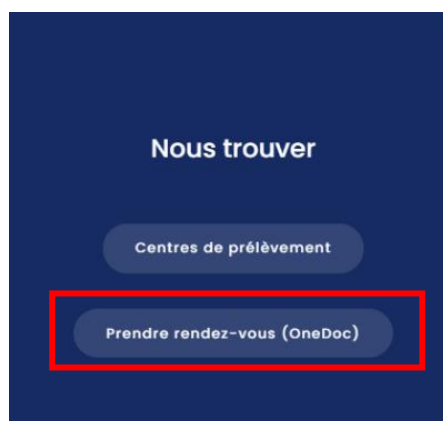 Nous trouver
Centres de prélèvement
Prendre rendez-vous (OneDoc)